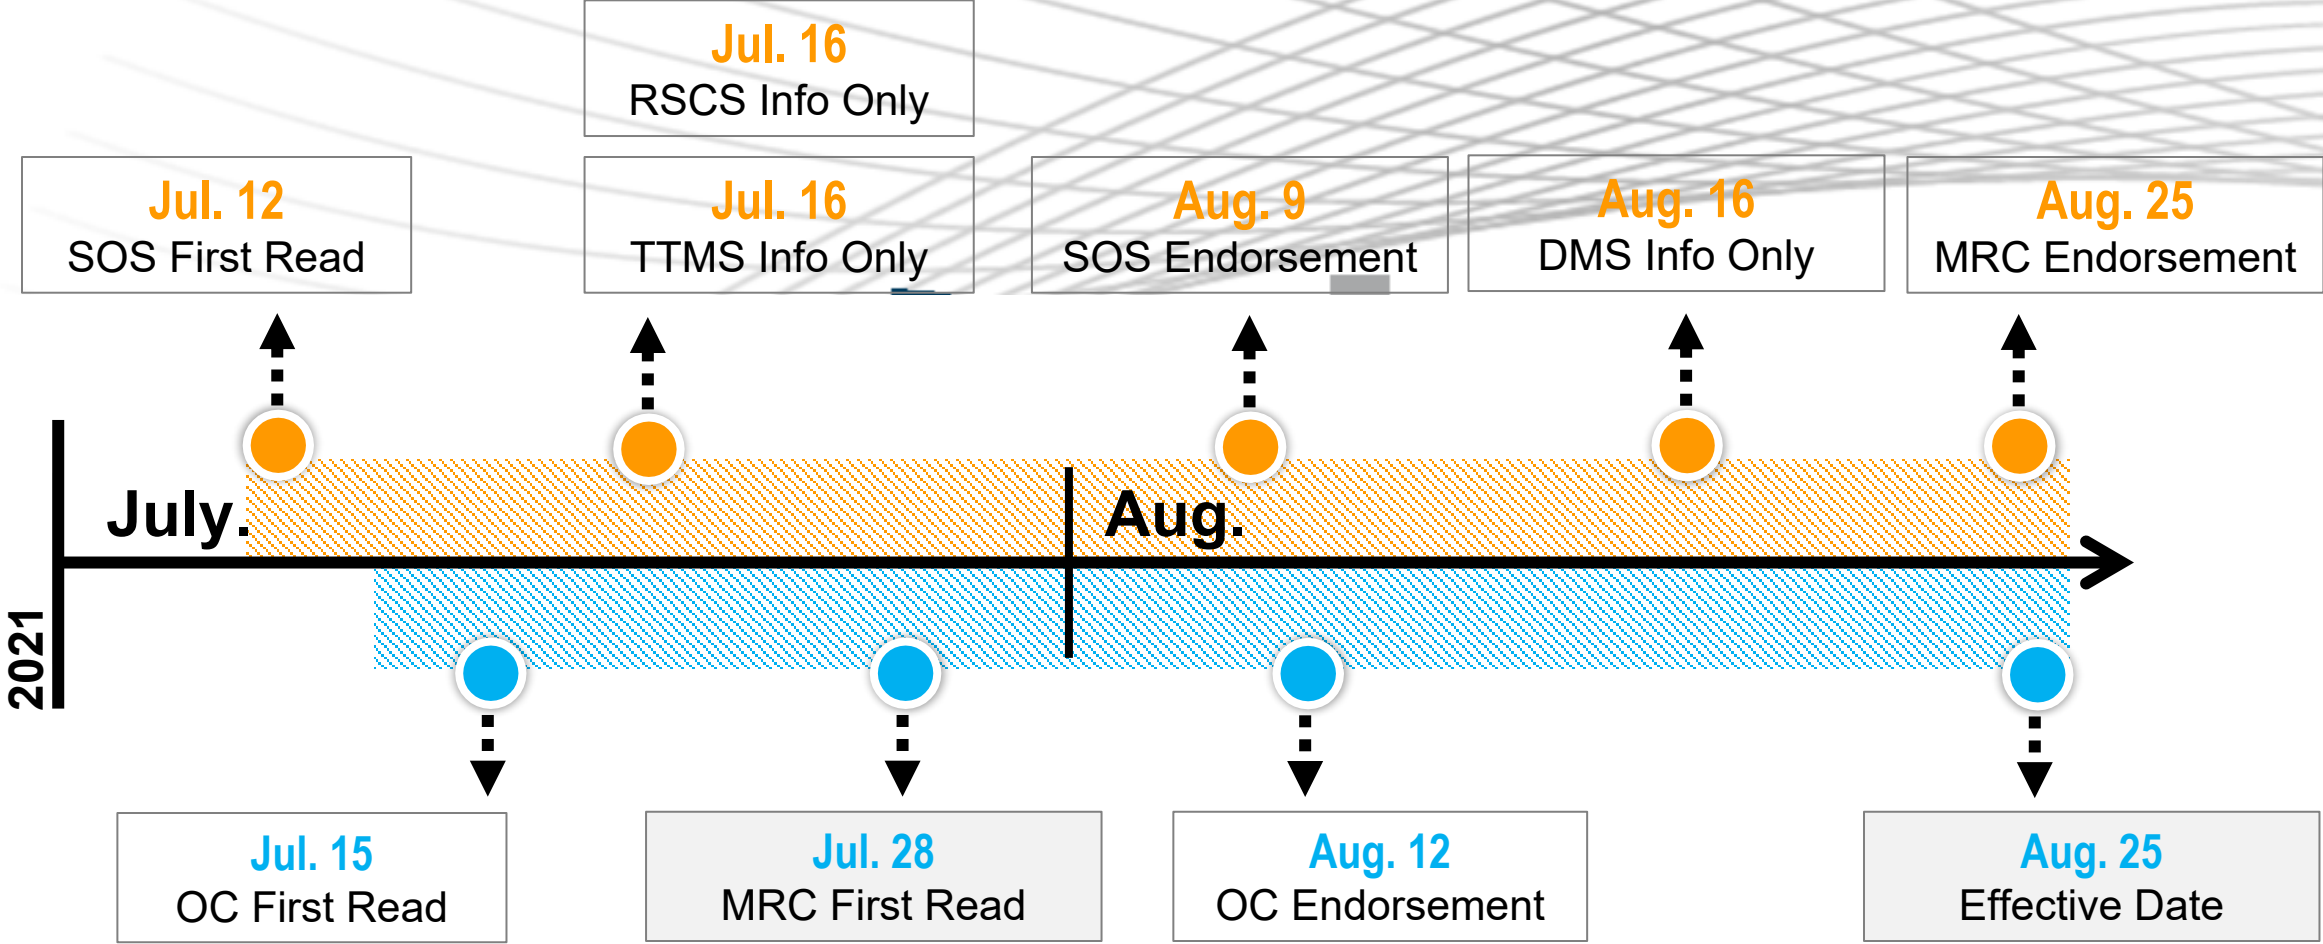 Jul. 16
RSCS Info Only
Jul. 12
SOS First Read
Jul. 16
TTMS Info Only
Aug. 9
SOS Endorsement
Aug. 16
DMS Info Only
Aug. 25
MRC Endorsement
July.
Aug.
2021
Jul. 15
OC First Read
Jul. 28
MRC First Read
Aug. 12
OC Endorsement
Aug. 25
Effective Date